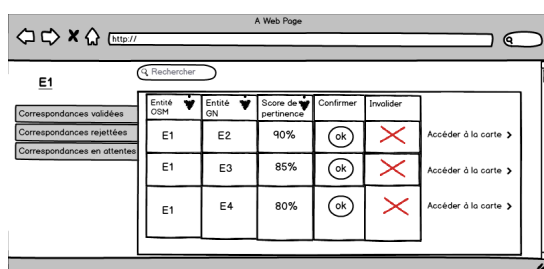 A Web Page
http://
E1
Rechercher
Correspondances validées
Correspondances rejettées
Correspondances en attentes
Entité OSM Entité GN Score de pertinence Confirmer Invalider
E1 E2 90% ok Accéder à la carte >
E1 E3 85% ok Accéder à la carte >
E1 E4 80% ok Accéder à la carte >